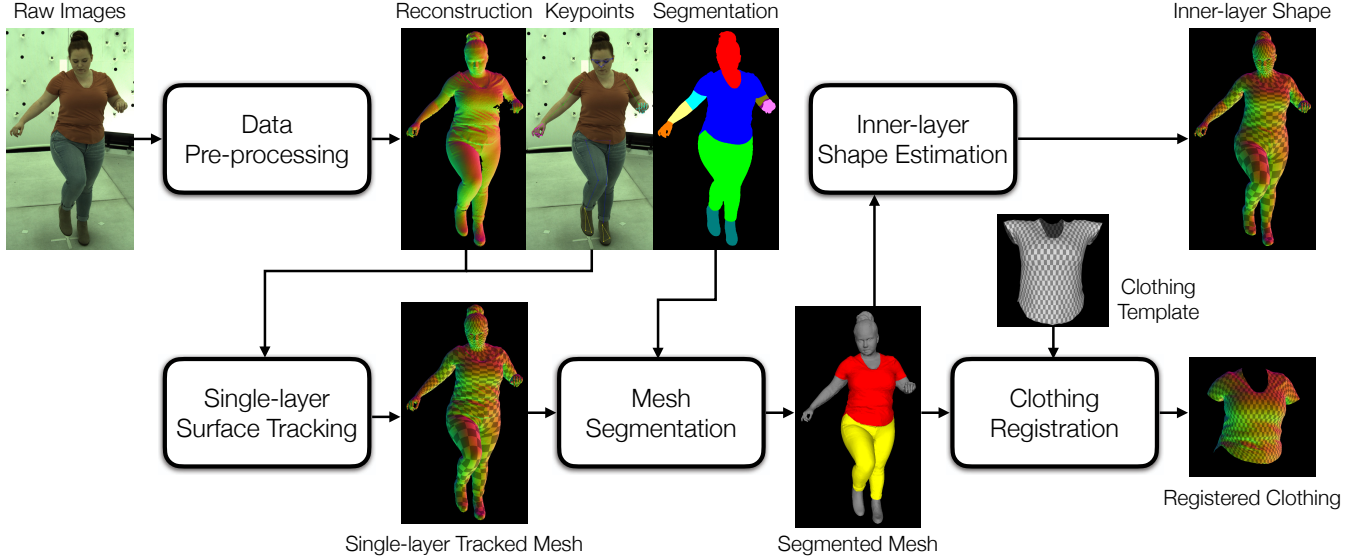 Raw Images
Reconstruction
Keypoints
Segmentation
Inner-layer Shape
Data
Pre-processing
Inner-layer
Shape Estimation
Clothing
Template
Single-layer
Surface Tracking
Mesh
Segmentation
Clothing
Registration
Single-layer Tracked Mesh
Segmented Mesh
Registered Clothing